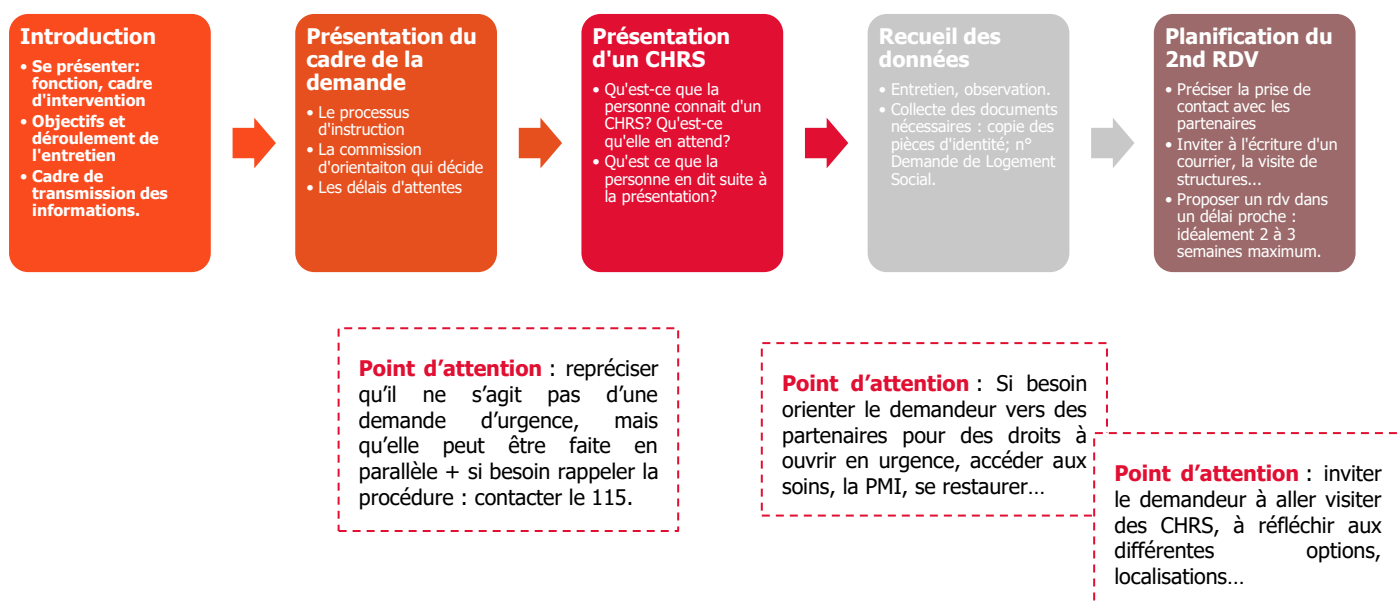 Introduction
• Se présenter:
fonction, cadre
d'intervention
• Objectifs et
déroulement de
l'entretien
• Cadre de
transmission des
informations.
Présentation du
cadre de la
demande
• Le processus
d'instruction
• La commission
d'orientaiton qui décide
• Les délais d'attentes
Présentation
d'un CHRS
• Qu'est-ce que la
personne connait d'un
CHRS? Qu'est-ce
qu'elle en attend?
• Qu'est ce que la
personne en dit suite à
la présentation?
Recueil des
données
• Entretien, observation.
• Collecte des documents
nécessaires : copie des
pièces d'identité; n°
Demande de Logement
Social.
Planification du
2nd RDV
• Préciser la prise de
contact avec les
partenaires
• Inviter à l'écriture d'un
courrier, la visite de
structures...
• Proposer un rdv dans
un délai proche :
idéalement 2 à 3
semaines maximum.
Point d’attention : repréciser
qu’il ne s’agit pas d’une
demande d’urgence, mais
qu’elle peut être faite en
parallèle + si besoin rappeler la
procédure : contacter le 115.
Point d’attention : Si besoin
orienter le demandeur vers des
partenaires pour des droits à
ouvrir en urgence, accéder aux
soins, la PMI, se restaurer…
Point d’attention : inviter
le demandeur à aller visiter
des CHRS, à réfléchir aux
différentes options,
localisations…